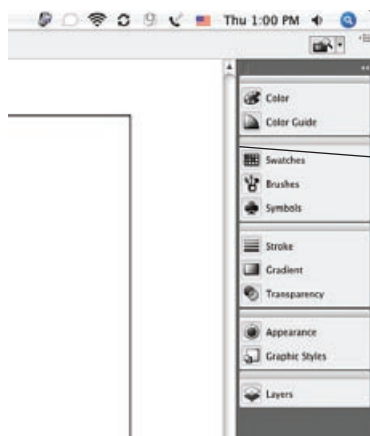 Thu 1:00 PM
Color
Color Guide
Swatches
Brushes
Symbols
Stroke
Gradient
Transparency
Appearance
Graphic Styles
Layers